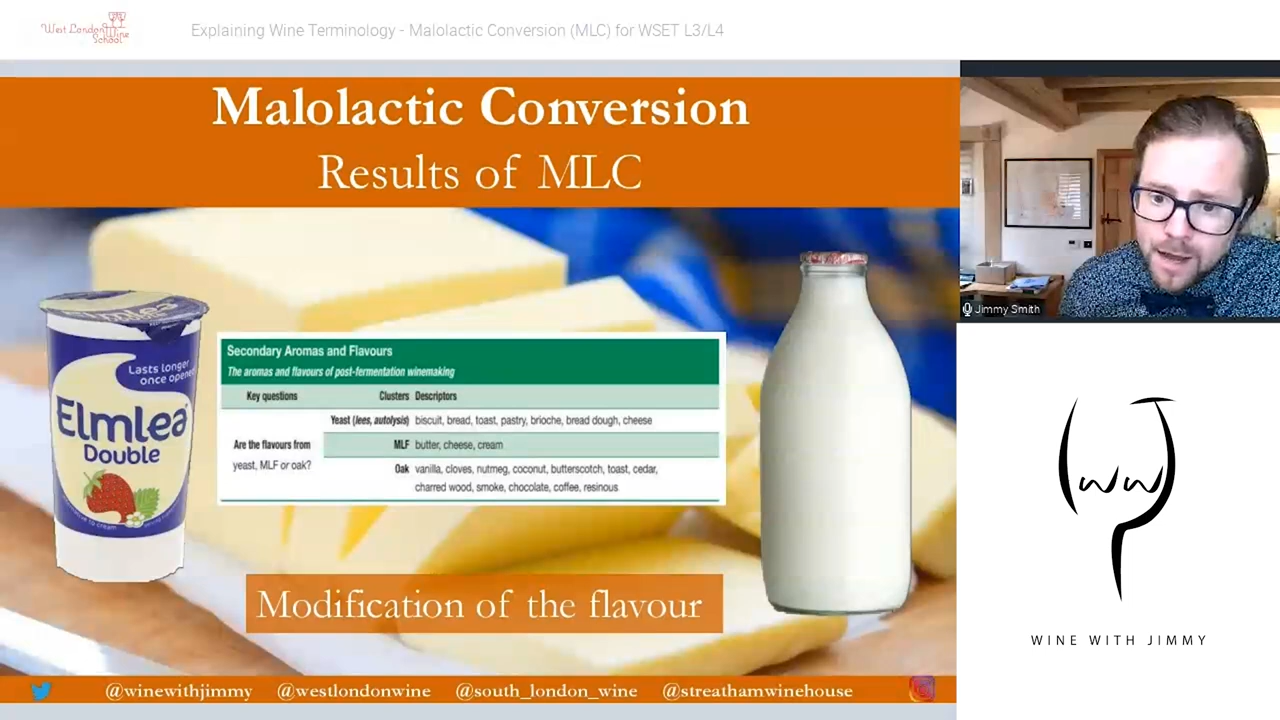 West London Wine School
Explaining Wine Terminology - Malolactic Conversion (MLC) for WSET L3/L4
Malolactic Conversion
Results of MLC
Lasts longer
once opened
Elmlea
Double
Secondary Aromas and Flavours
The aromas and flavours of post-fermentation winemaking
Key questions Clusters Descriptors
Yeast (lees, autolysis) biscuit, bread, toast, pastry, brioche, bread dough, cheese
Are the flavours from
yeast, MLF or oak?
MLF butter, cheese, cream
Oak vanilla, cloves, nutmeg, coconut, butterscotch, toast, cedar,
charred wood, smoke, chocolate, coffee, resinous
Modification of the flavour
@winewithjimmy @westlondonwine @south_london_wine @streathamwinehouse
Jimmy Smith
ww
WINE WITH JIMMY